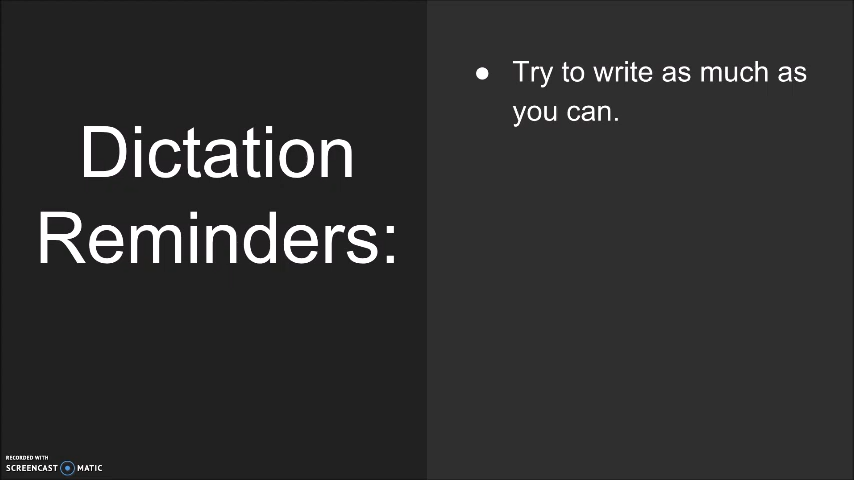 Dictation
Reminders:
● Try to write as much as
you can.
RECORDED WITH
SCREENCAST MATIC